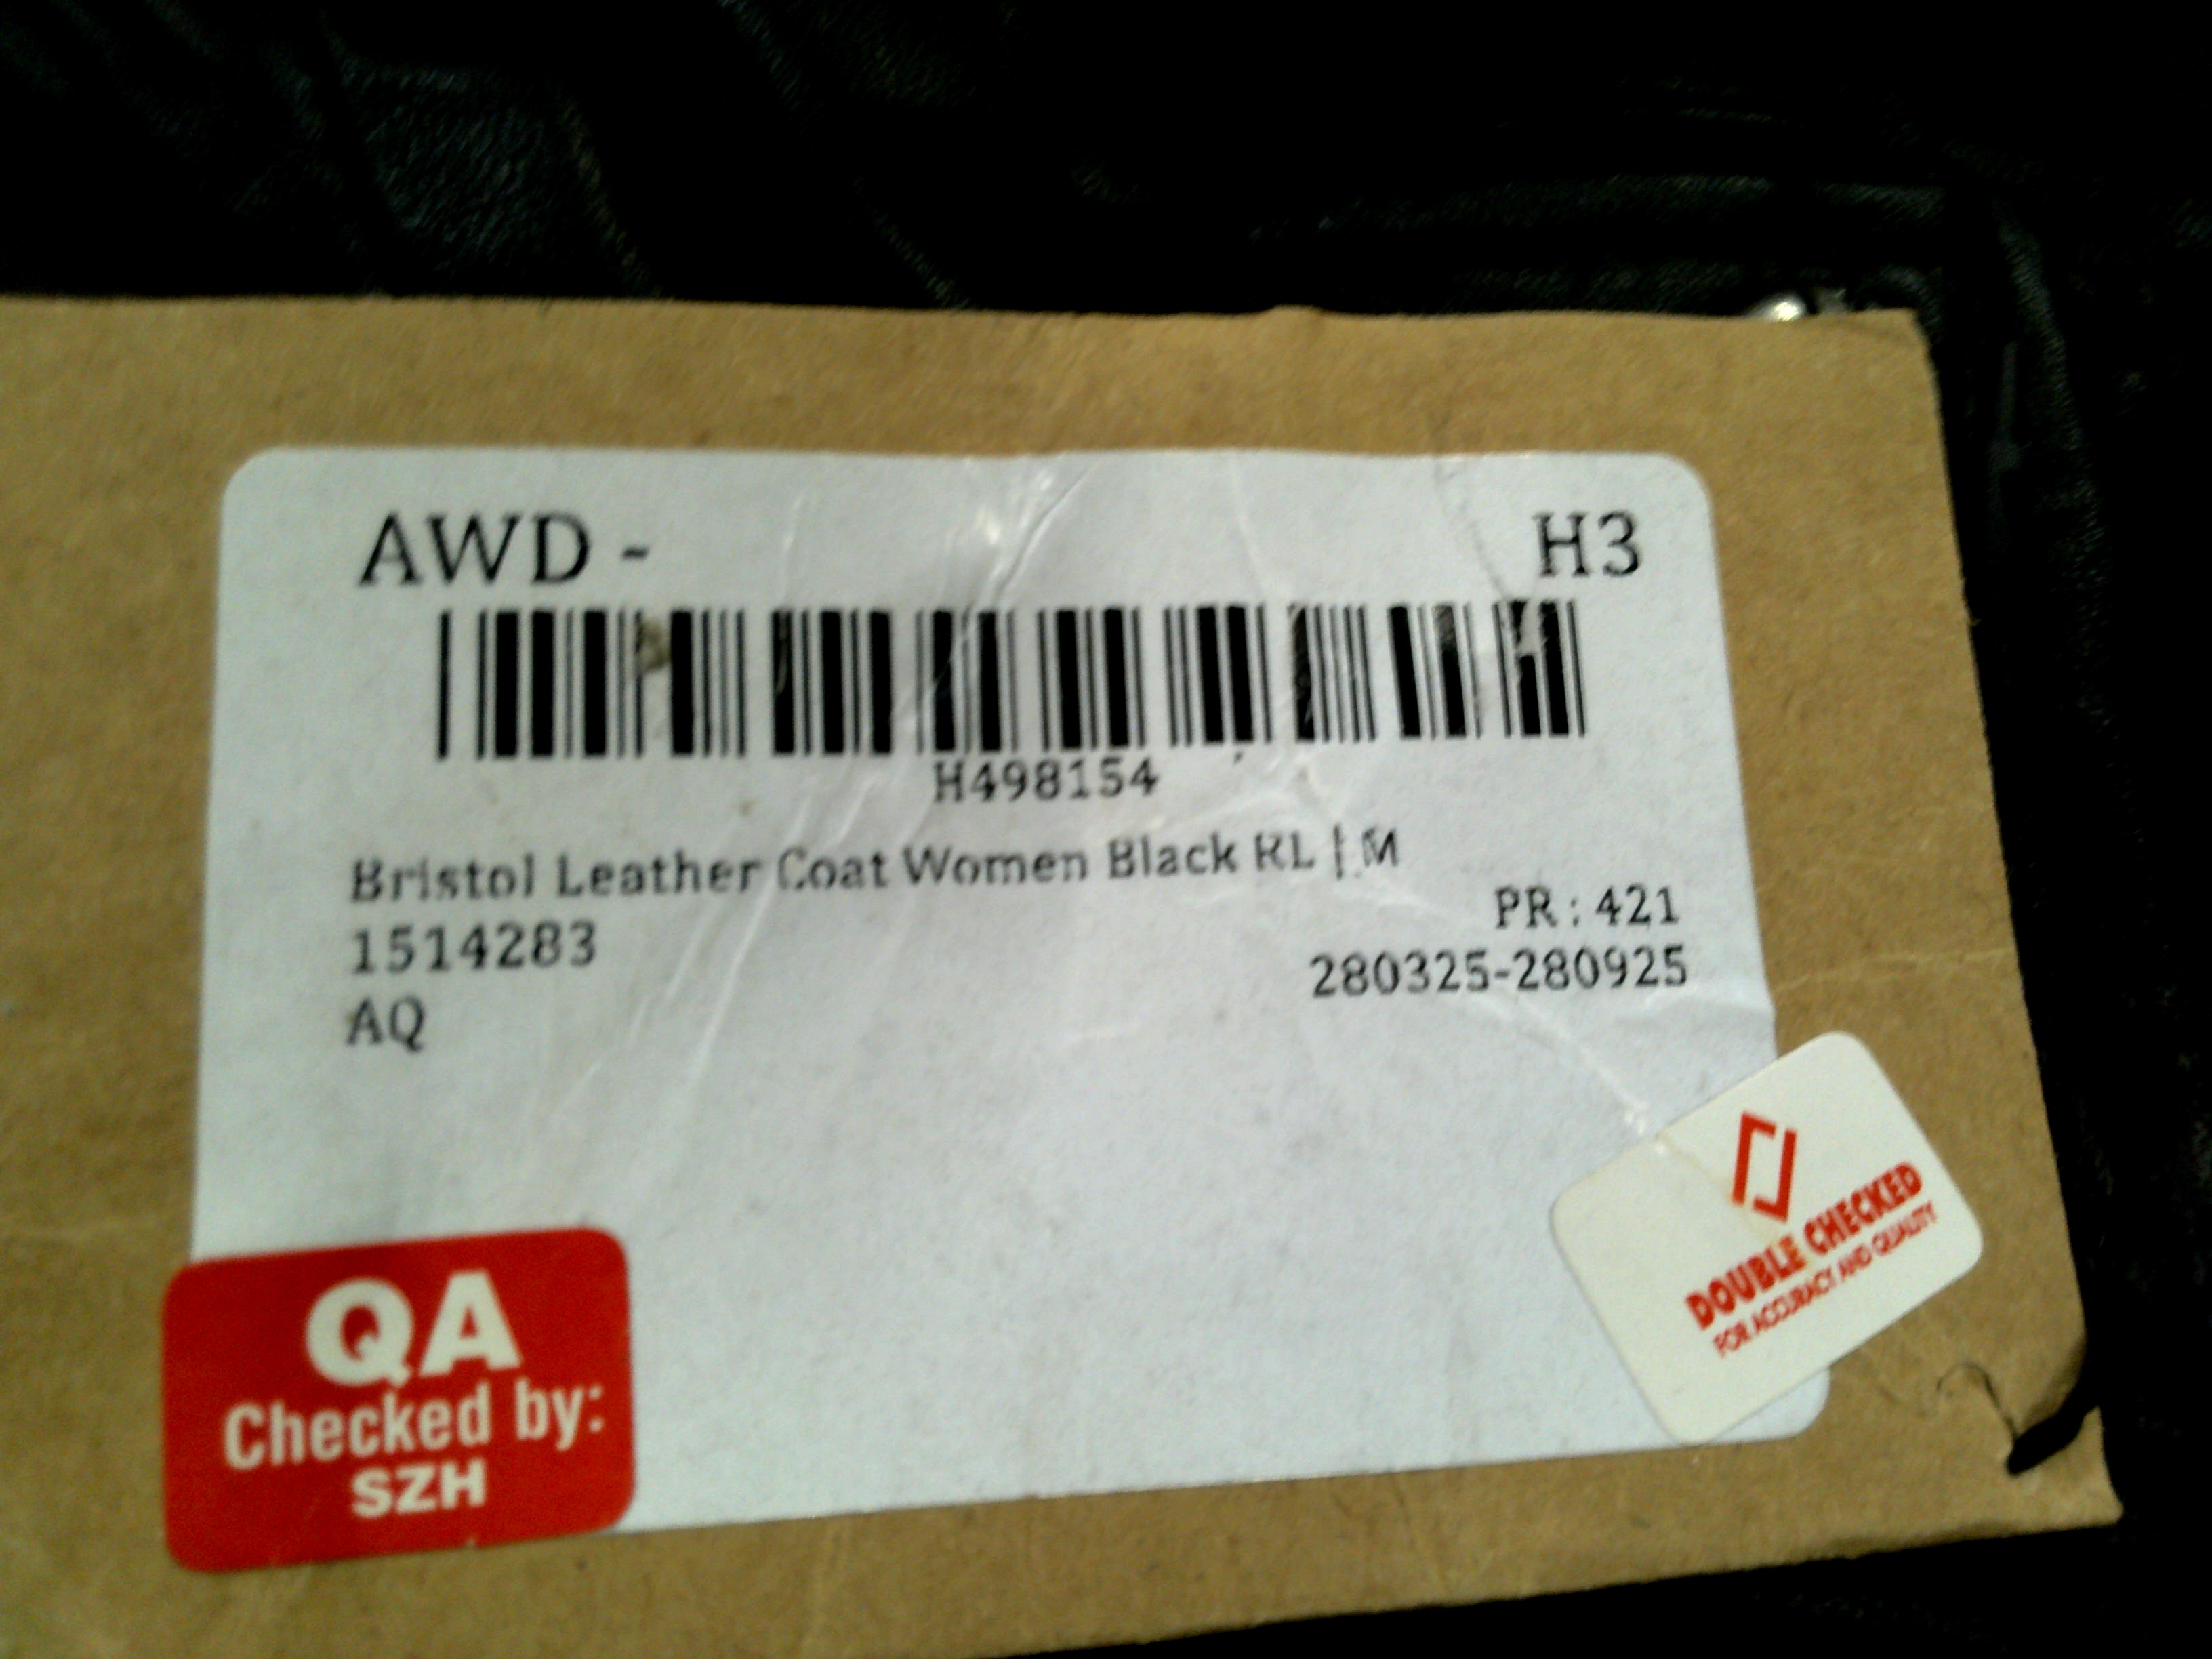 AWD - H3
H498154
Bristol Leather Coat Women Black RL | M
PR : 421
1514283
280325-280925
AQ
DOUBLE CHECKED
FOR ACCURACY AND QUALITY
QA
Checked by:
SZH